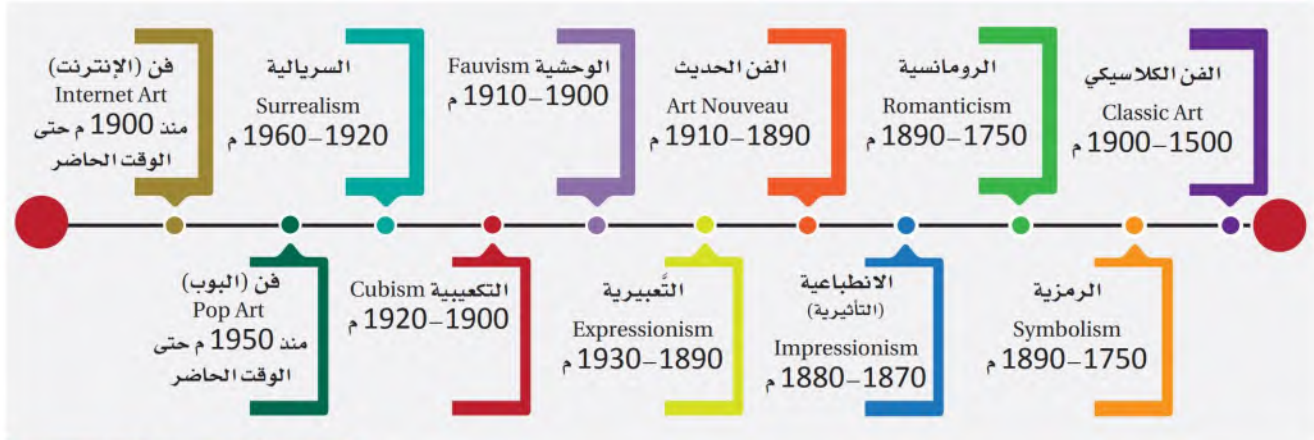 الفن الكلاسيكي
Classic Art
1500–1900 م
الرمزية
Symbolism
1750–1890 م
الرومانسية
Romanticism
1750–1890 م
الانطباعية
(التأثيرية)
Impressionism
1870–1880 م
الفن الحديث
Art Nouveau
1890–1910 م
التَّعبيرية
Expressionism
1890–1930 م
الوحشية Fauvism
1900–1910 م
التكعيبية Cubism
1900–1920 م
السريالية
Surrealism
1920–1960 م
فن (البوب)
Pop Art
منذ 1950 م حتى
الوقت الحاضر
فن (الإنترنت)
Internet Art
منذ 1900 م حتى
الوقت الحاضر